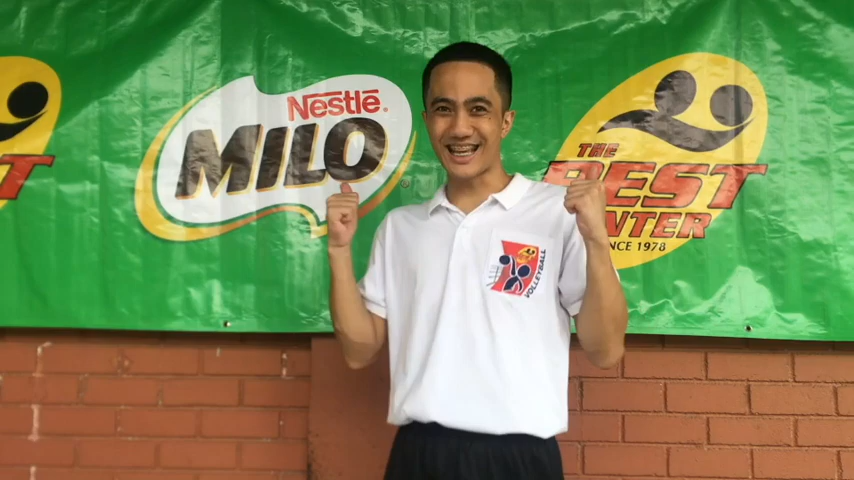 Nestlé®
MILO®
THE
BEST
CENTER
SINCE 1978
VOLLEYBALL